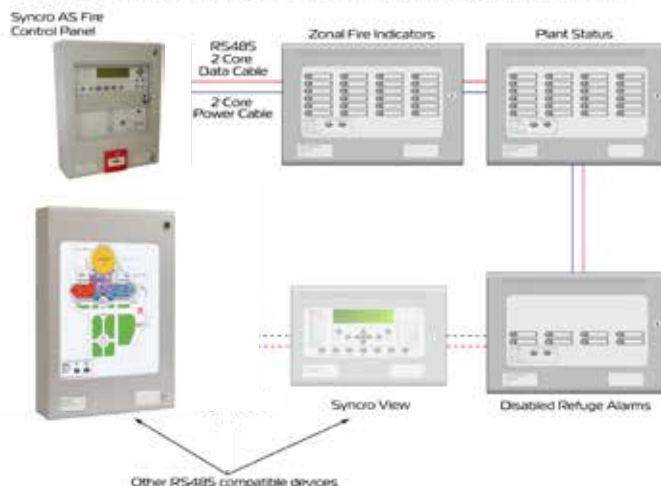 Syncro AS Fire
Control Panel
RS485
2 Core
Data Cable
2 Core
Power Cable
Zonal Fire Indicators
Plant Status
Syncro View
Disabled Refuge Alarms
Other RS485 compatible devices